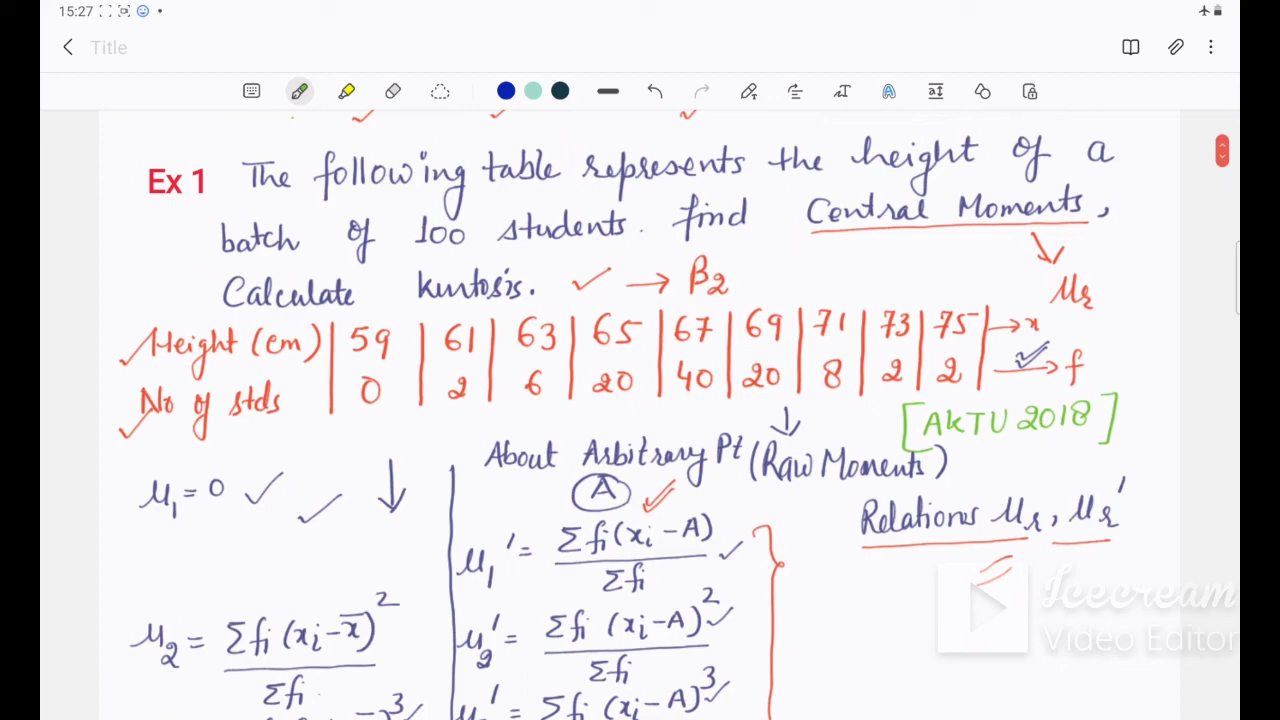 15:27
Title
Ex 1 The following table represents the height of a
batch of 100 students. find Central Moments,
Calculate kurtosis. ✓ → β2
μr
Height (cm) | 59 | 61 | 63 | 65 | 67 | 69 | 71 | 73 | 75 | → x
No of stds | 0 | 2 | 6 | 20 | 40 | 20 | 8 | 2 | 2 | → f
[AKTU 2018]
About Arbitrary Pt (Raw Moments)
A
μ1 = 0
Relations μr, μr'
μ1' = Σfi(xi - A) / Σfi
μ2 = Σfi (xi - x̄)² / Σfi
μ2' = Σfi (xi - A)² / Σfi
' = Σfi (xi - A)³
Icecream
Video Editor